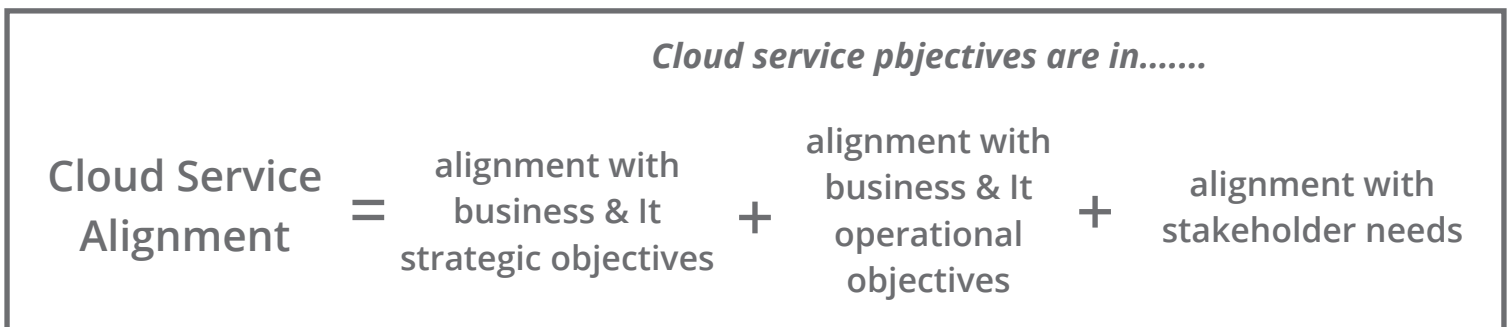 Cloud service pbjectives are in.......
Cloud Service
Alignment
=
alignment with
business & It
strategic objectives
+
alignment with
business & It
operational
objectives
+
alignment with
stakeholder needs